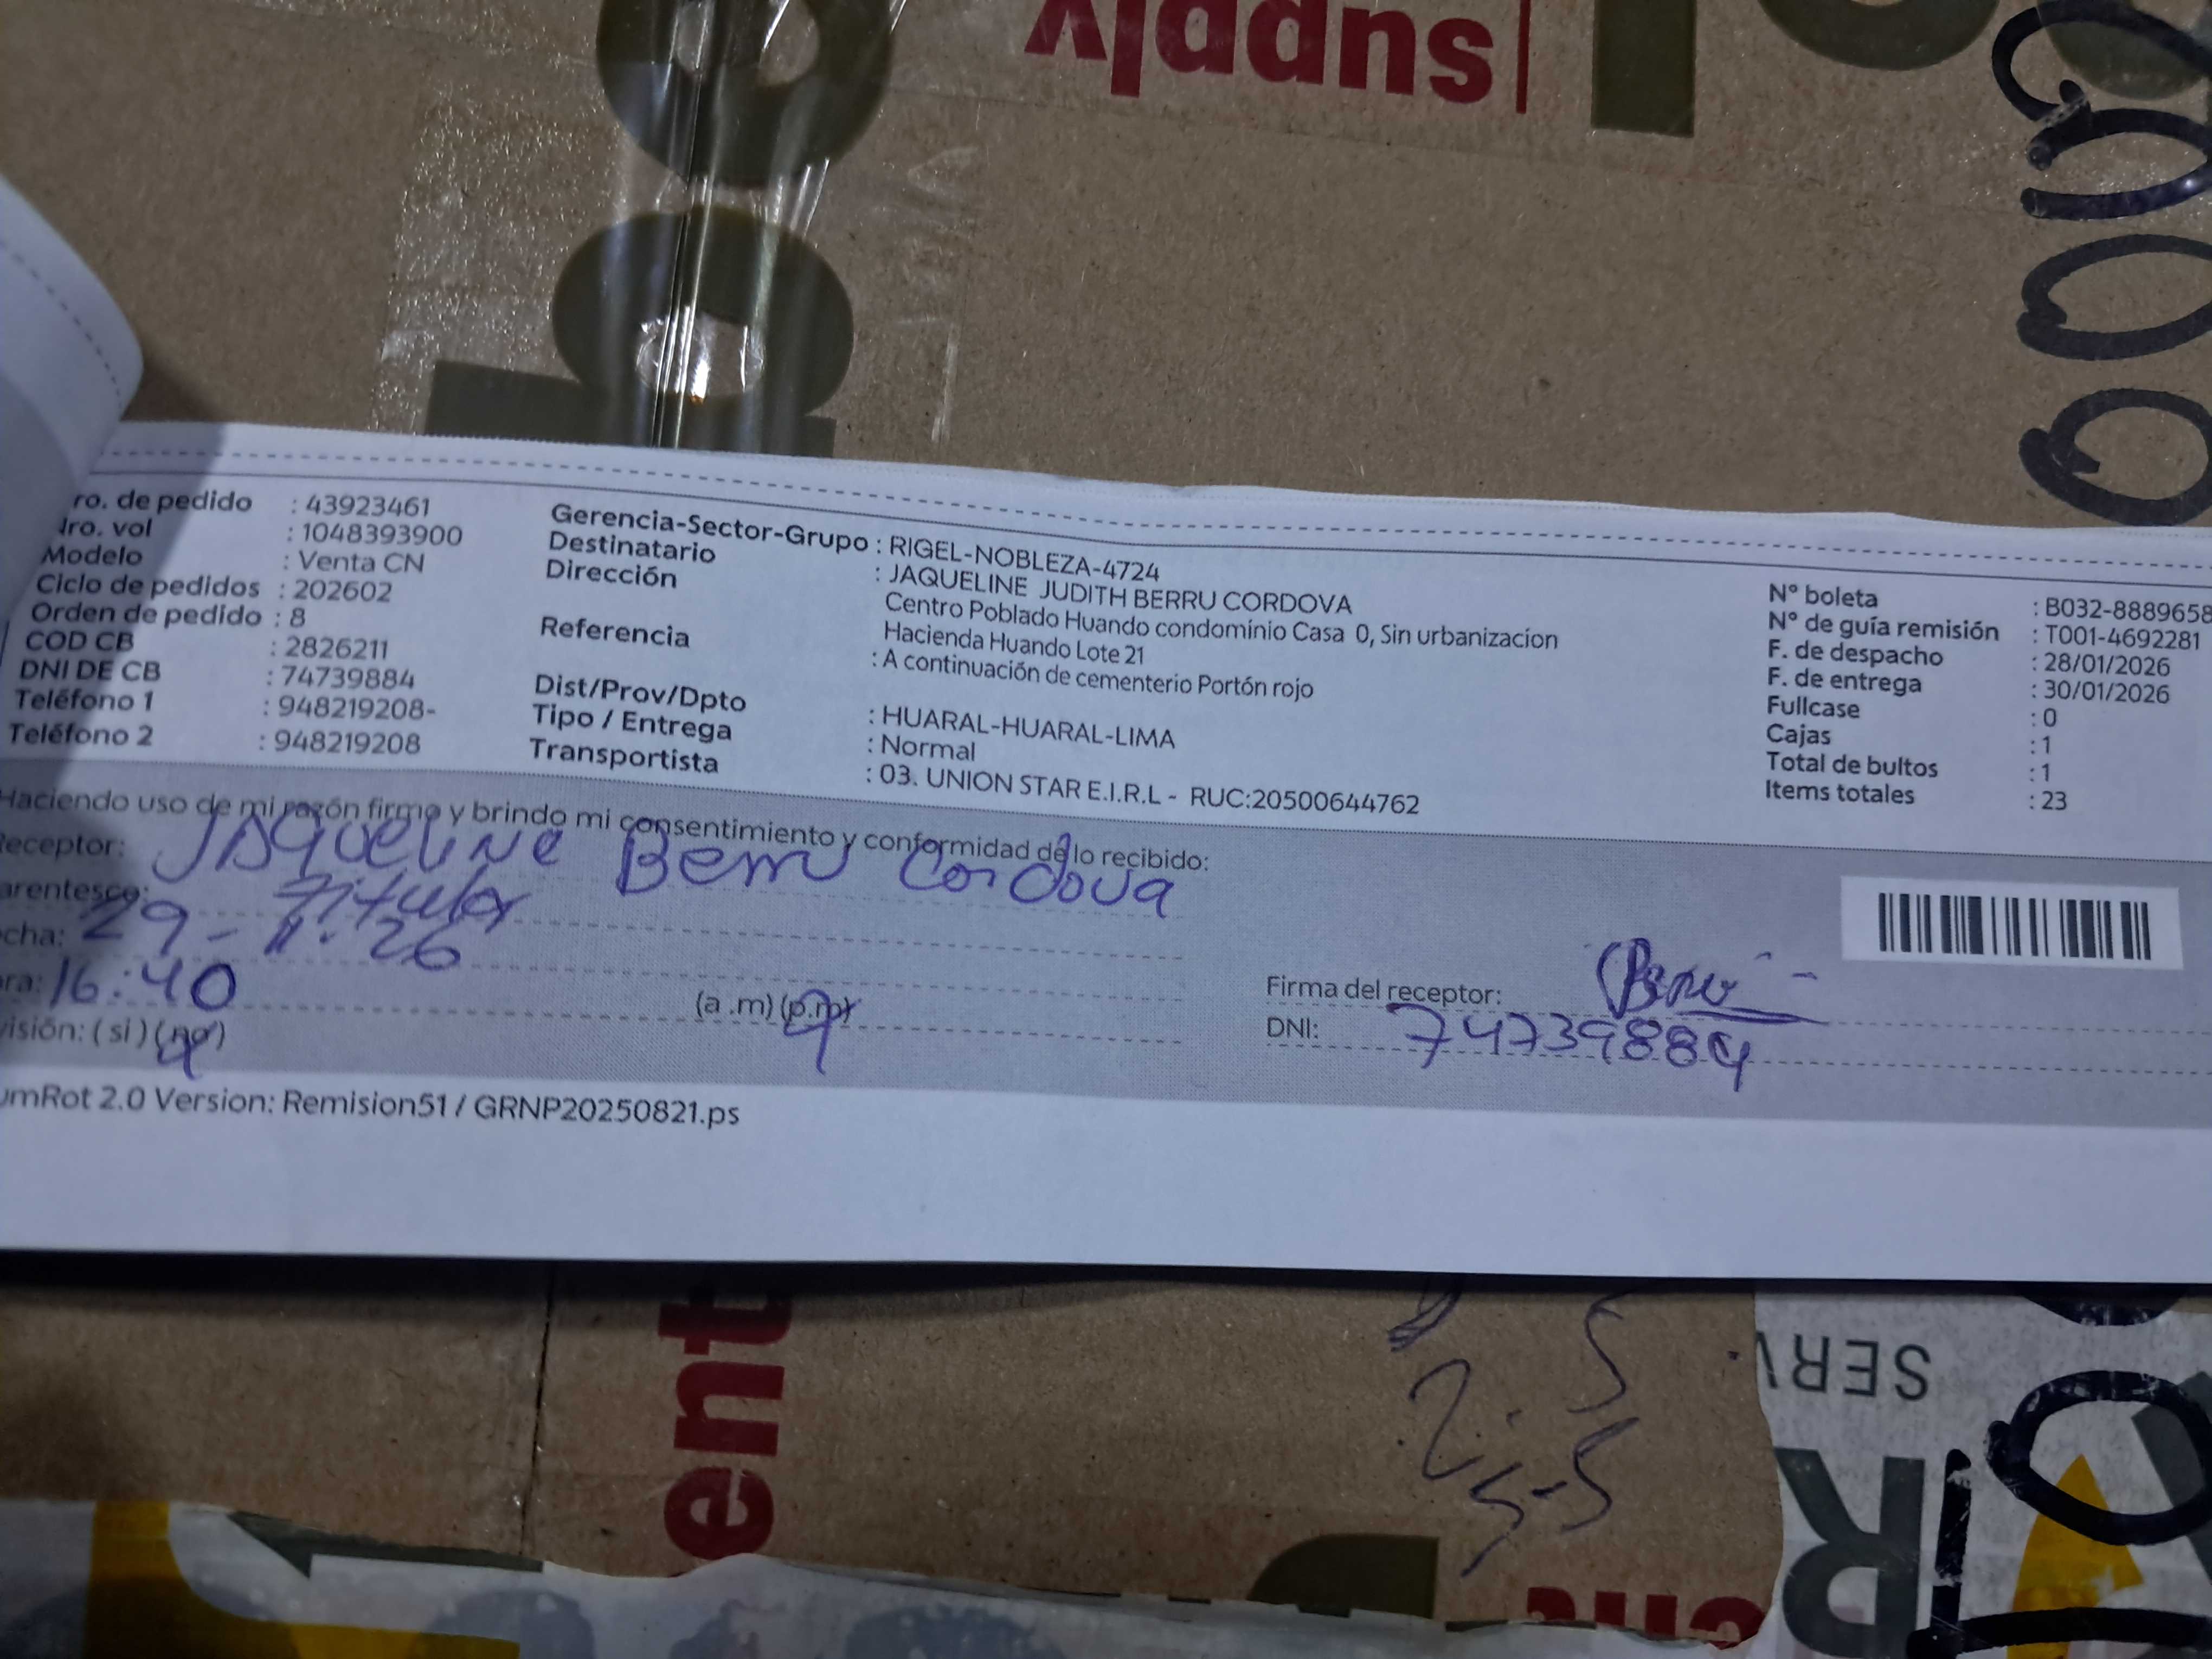 supply
ro. de pedido : 43923461
Nro. vol : 1048393900
Modelo : Venta CN
Ciclo de pedidos : 202602
Orden de pedido : 8
COD CB : 2826211
DNI DE CB : 74739884
Teléfono 1 : 948219208-
Teléfono 2 : 948219208
Gerencia-Sector-Grupo : RIGEL-NOBLEZA-4724
Destinatario : JAQUELINE JUDITH BERRU CORDOVA
Dirección Centro Poblado Huando condominio Casa 0, Sin urbanizacion
Hacienda Huando Lote 21
Referencia : A continuación de cementerio Portón rojo
Dist/Prov/Dpto : HUARAL-HUARAL-LIMA
Tipo / Entrega : Normal
Transportista : 03. UNION STAR E.I.R.L - RUC:20500644762
N° boleta : B032-8889658
N° de guía remisión : T001-4692281
F. de despacho : 28/01/2026
F. de entrega : 30/01/2026
Fullcase : 0
Cajas : 1
Total de bultos : 1
Items totales : 23
Haciendo uso de mi razón firmo y brindo mi consentimiento y conformidad de lo recibido:
Receptor: Jaqueline Berru Cordova
arentesco: Titular
cha: 29-1-26
ra: 16:40 (a .m) (p.m)
visión: ( si ) ( no )
Firma del receptor: Berru
DNI: 74739884
umRot 2.0 Version: Remision51 / GRNP20250821.ps
ent
SERV
R
ent